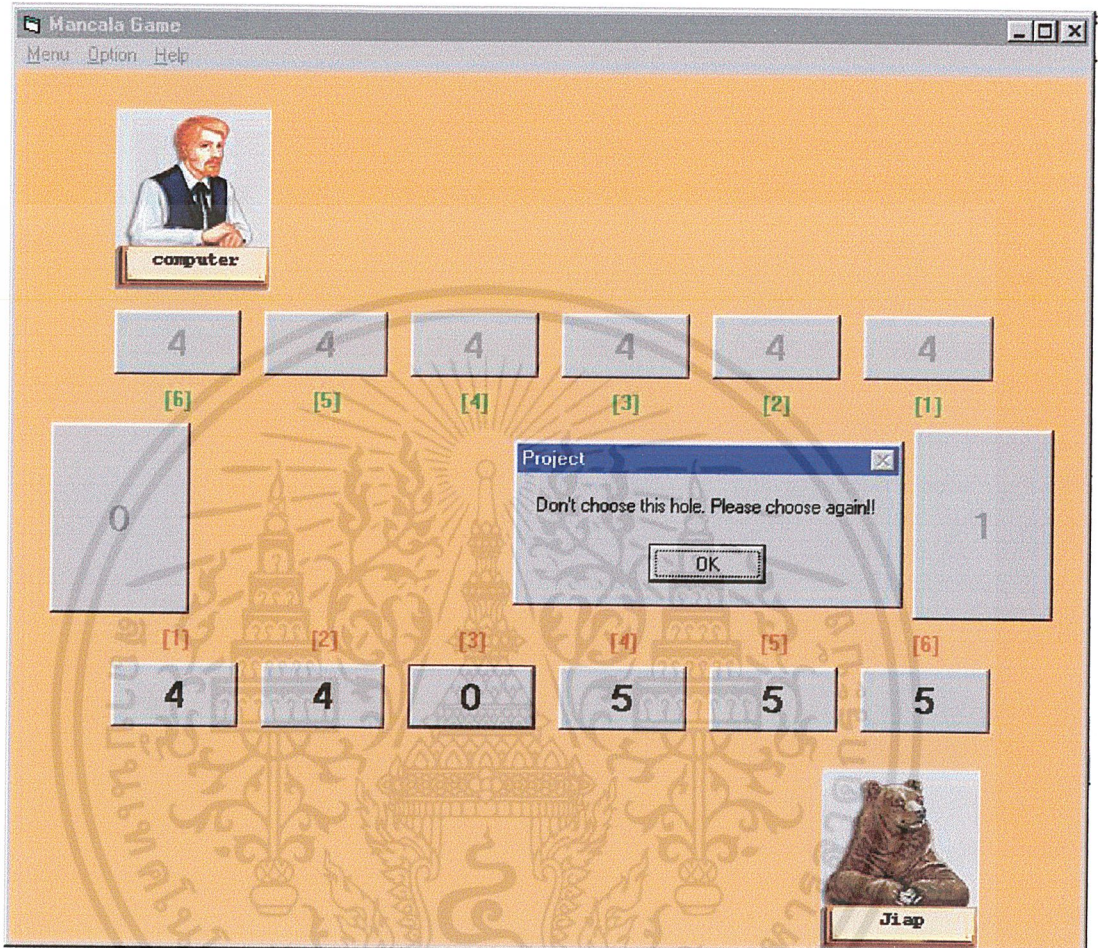 Mancala Game
Menu Option Help
computer
4 4 4 4 4 4
[6] [5] [4] [3] [2] [1]
Project
Don't choose this hole. Please choose again!!
0 1
OK
[1] [2] [3] [4] [5] [6]
4 4 0 5 5 5
Jiap